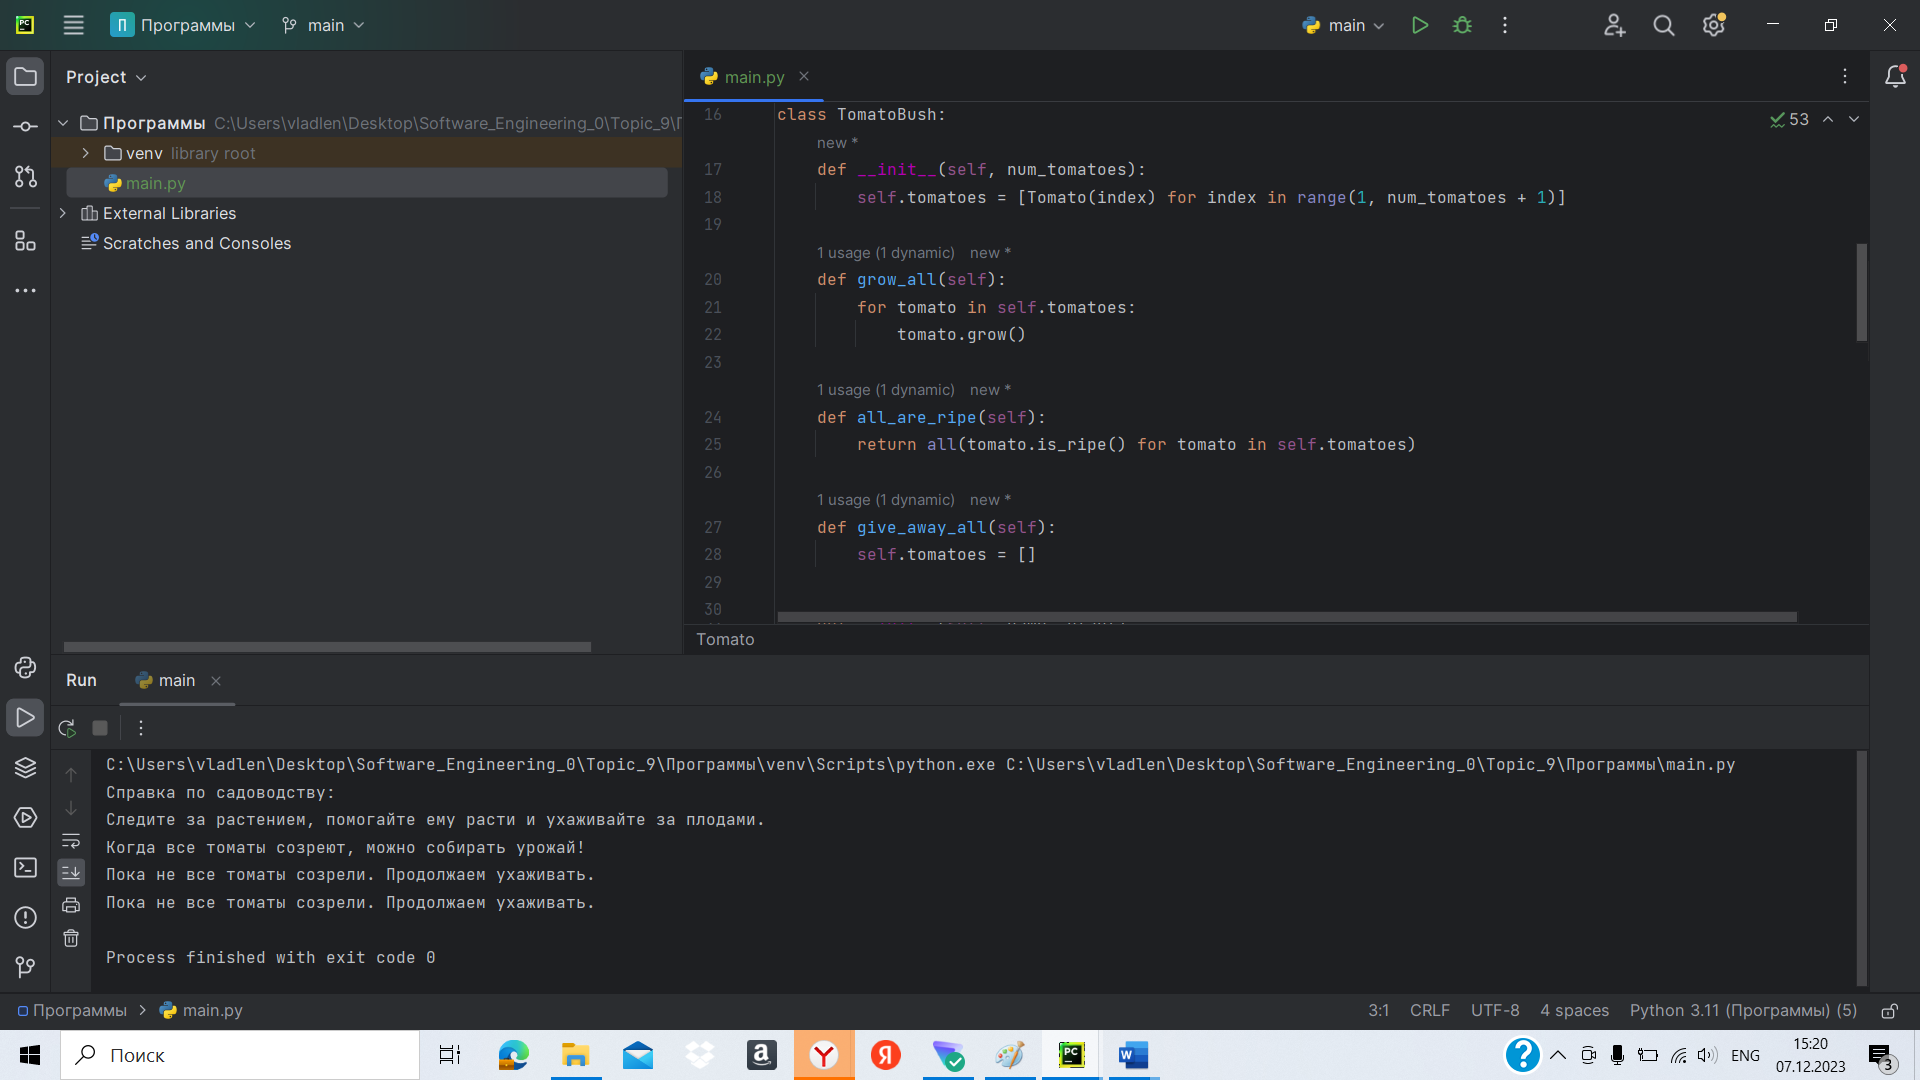 Программы
main
main
Project
main.py
Программы C:\Users\vladlen\Desktop\Software_Engineering_0\Topic_9\
venv library root
main.py
External Libraries
Scratches and Consoles
53
16 class TomatoBush:
new *
17 def __init__(self, num_tomatoes):
18 self.tomatoes = [Tomato(index) for index in range(1, num_tomatoes + 1)]
19
1 usage (1 dynamic) new *
20 def grow_all(self):
21 for tomato in self.tomatoes:
22 tomato.grow()
23
1 usage (1 dynamic) new *
24 def all_are_ripe(self):
25 return all(tomato.is_ripe() for tomato in self.tomatoes)
26
1 usage (1 dynamic) new *
27 def give_away_all(self):
28 self.tomatoes = []
29
30
Tomato
Run main
C:\Users\vladlen\Desktop\Software_Engineering_0\Topic_9\Программы\venv\Scripts\python.exe C:\Users\vladlen\Desktop\Software_Engineering_0\Topic_9\Программы\main.py
Справка по садоводству:
Следите за растением, помогайте ему расти и ухаживайте за плодами.
Когда все томаты созреют, можно собирать урожай!
Пока не все томаты созрели. Продолжаем ухаживать.
Пока не все томаты созрели. Продолжаем ухаживать.
Process finished with exit code 0
Программы > main.py
3:1 CRLF UTF-8 4 spaces Python 3.11 (Программы) (5)
Поиск
ENG
15:20
07.12.2023
3